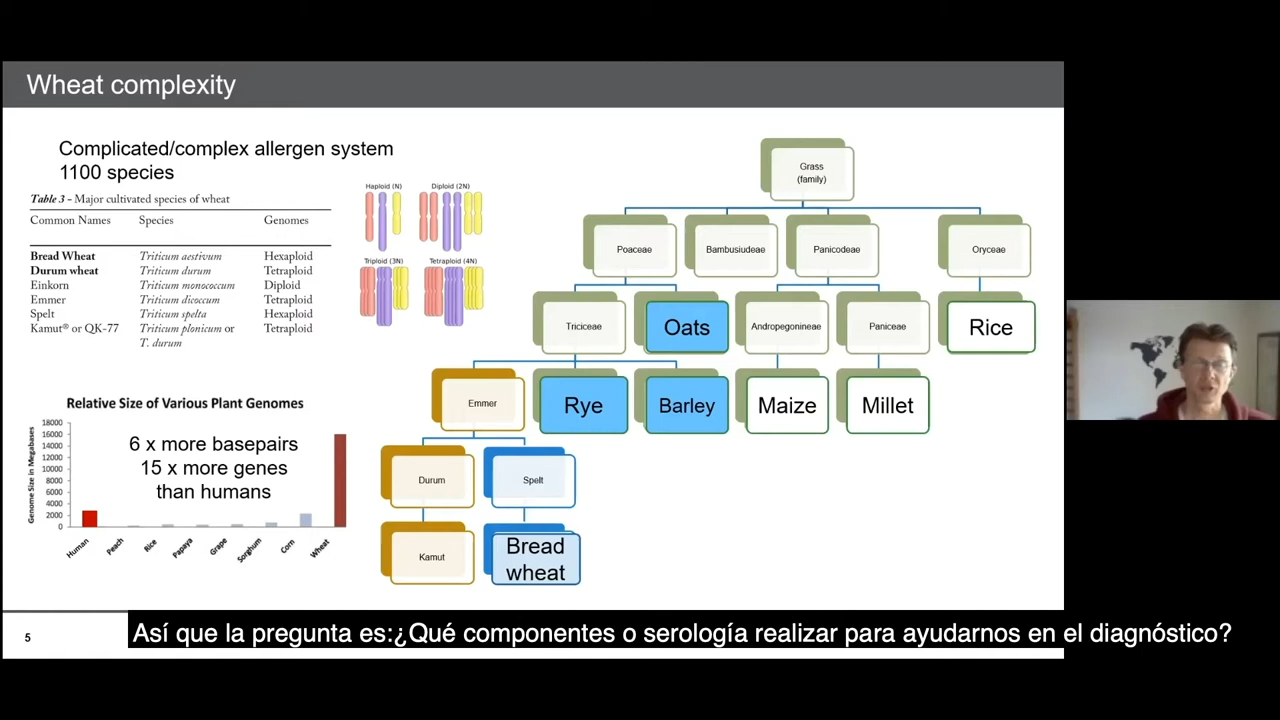 Wheat complexity
Complicated/complex allergen system
1100 species
Table 3 - Major cultivated species of wheat
Common Names Species Genomes
Bread Wheat Triticum aestivum Hexaploid
Durum wheat Triticum durum Tetraploid
Einkorn Triticum monococcum Diploid
Emmer Triticum dicoccum Tetraploid
Spelt Triticum spelta Hexaploid
Kamut® or QK-77 Triticum plonicum or Tetraploid
T. durum
Haploid (N) Diploid (2N)
Triploid (3N) Tetraploid (4N)
Grass
(family)
Poaceae Bambusiudeae Panicodeae Oryceae
Triciceae Oats Andropegonineae Paniceae Rice
Emmer Rye Barley Maize Millet
Durum Spelt
Kamut Bread
wheat
Relative Size of Various Plant Genomes
Genome Size in Megabases
18000
16000
14000
12000
10000
8000
6000
4000
2000
0
6 x more basepairs
15 x more genes
than humans
Human Peach Rice Papaya Grape Sorghum Corn Wheat
5
Así que la pregunta es:¿Qué componentes o serología realizar para ayudarnos en el diagnóstico?